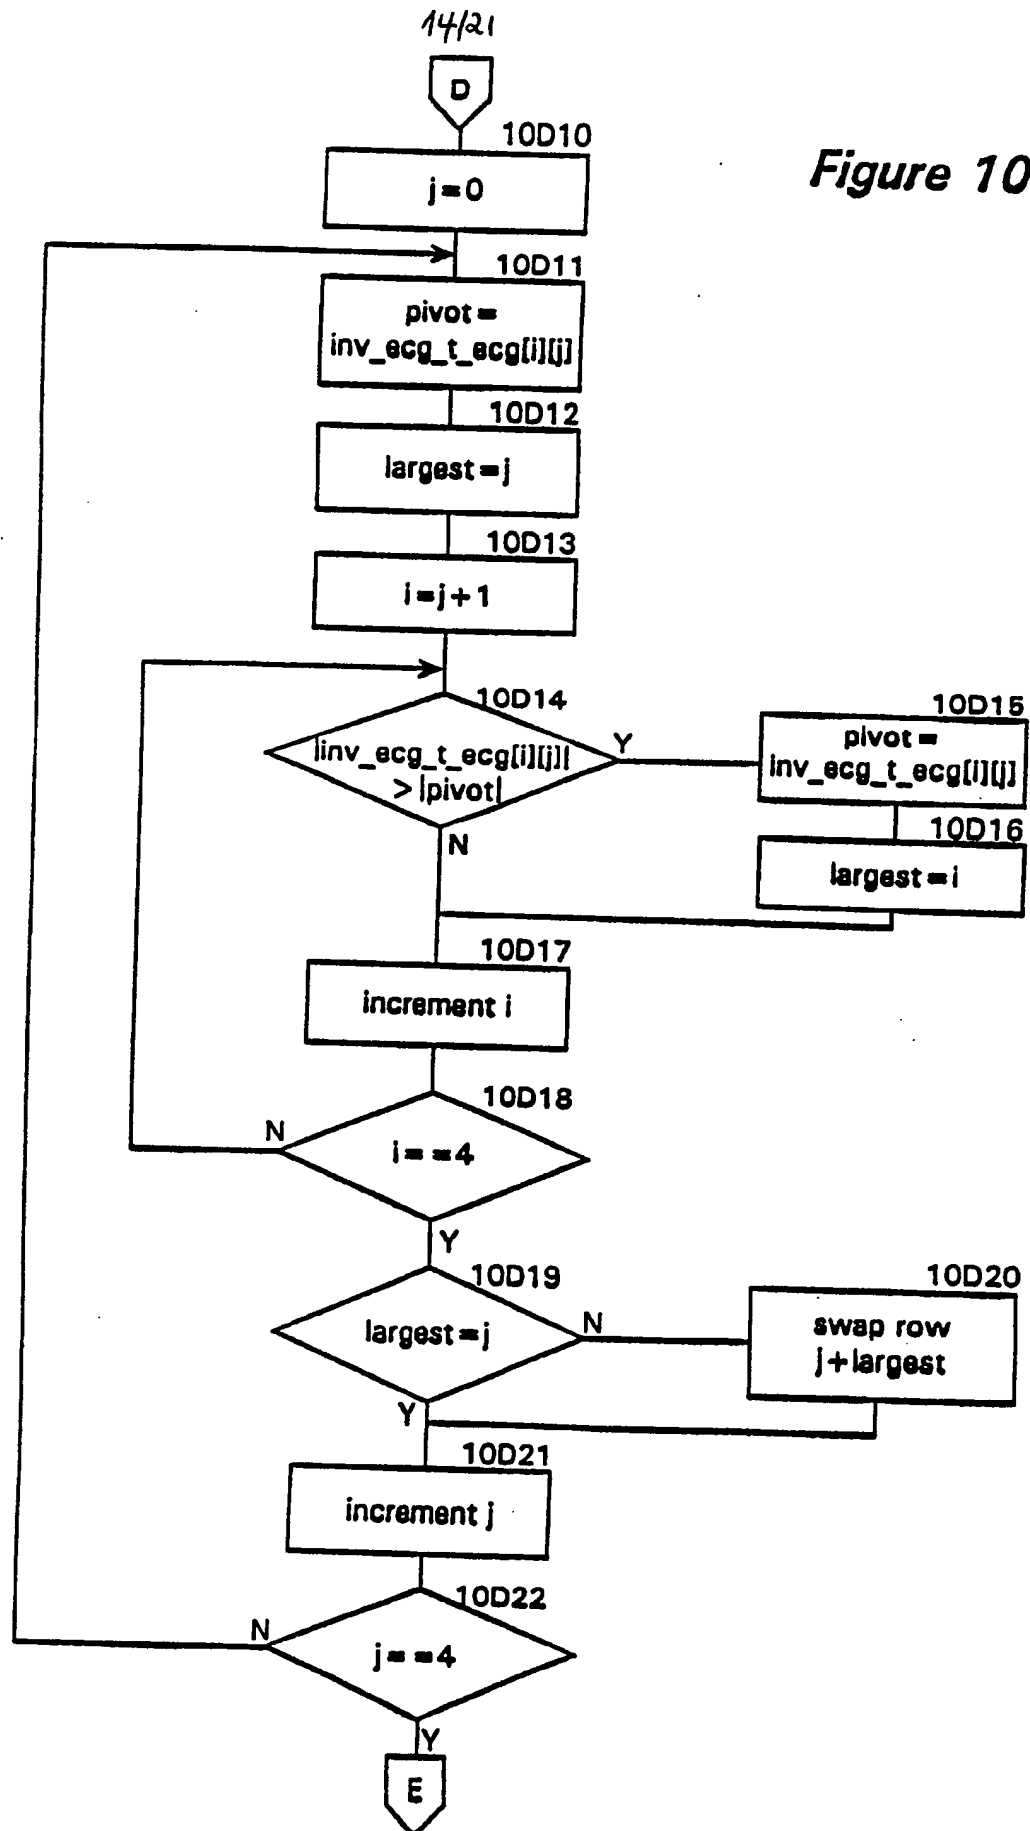 14/21
D
Figure 10
10D10
j=0
10D11
pivot =
inv_ecg_t_ecg[i][j]
10D12
largest=j
10D13
i=j+1
10D14
|inv_ecg_t_ecg[i][j]|
> |pivot|
Y
N
10D15
pivot =
inv_ecg_t_ecg[i][j]
10D16
largest=i
10D17
increment i
10D18
i==4
N
Y
10D19
largest=j
N
Y
10D20
swap row
j+largest
10D21
increment j
10D22
j==4
N
Y
E